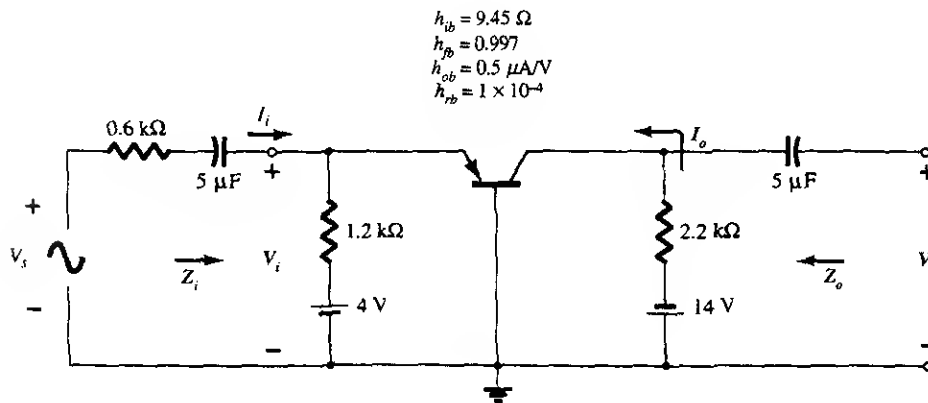 h_ib = 9.45 Ω
h_fb = 0.997
h_ob = 0.5 μA/V
h_rb = 1 × 10⁻⁴
0.6 kΩ
I_i
I_o
+
5 μF
+
5 μF
+
+
V_s
Z_i
V_i
1.2 kΩ
2.2 kΩ
Z_o
V
4 V
14 V
−
−
−